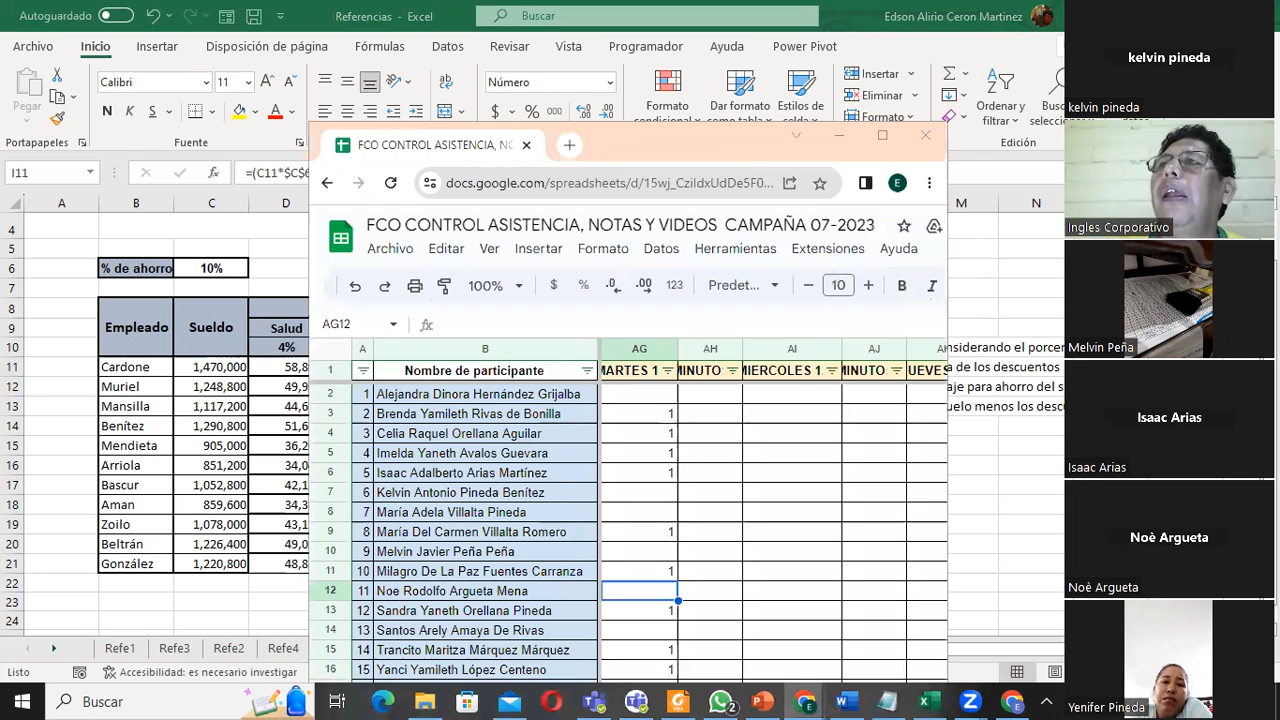 Autoguardado
Referencias - Excel
Buscar
Edson Alirio Ceron Martinez
Archivo Inicio Insertar Disposición de página Fórmulas Datos Revisar Vista Programador Ayuda Power Pivot
Pegar
Calibri 11
N K S
Número
$ % 000
Formato
Dar formato
Estilos de
Insertar
Eliminar
Formato
Ordenar y
filtrar
Portapapeles
Fuente
Edición
I11
=(C11*$C$6
A B C D M N
4
5
6 % de ahorro 10%
7
8
9 Empleado Sueldo Salud
10 4%
11 Cardone 1,470,000 58,8
12 Muriel 1,248,800 49,9
13 Mansilla 1,117,200 44,6
14 Benítez 1,290,800 51,6
15 Mendieta 905,000 36,2
16 Arriola 851,200 34,0
17 Bascur 1,052,800 42,1
18 Aman 859,600 34,3
19 Zoilo 1,078,000 43,1
20 Beltrán 1,226,400 49,0
21 González 1,220,800 48,8
22
23
24
Refe1 Refe3 Refe2 Refe4
Listo
Accesibilidad: es necesario investigar
FCO CONTROL ASISTENCIA, NO
docs.google.com/spreadsheets/d/15wj_CziIdxUdDe5F0...
E
FCO CONTROL ASISTENCIA, NOTAS Y VIDEOS CAMPAÑA 07-2023
Archivo Editar Ver Insertar Formato Datos Herramientas Extensiones Ayuda
100% $ % .0 .00 123 Predet... 10 B I
AG12
fx
A B AG AH AI AJ
1 Nombre de participante MARTES 1 MINUTO MIERCOLES 1 MINUTO JUEVES
2 1 Alejandra Dinora Hernández Grijalba
3 2 Brenda Yamileth Rivas de Bonilla 1
4 3 Celia Raquel Orellana Aguilar 1
5 4 Imelda Yaneth Avalos Guevara 1
6 5 Isaac Adalberto Arias Martínez 1
7 6 Kelvin Antonio Pineda Benítez
8 7 María Adela Villalta Pineda
9 8 María Del Carmen Villalta Romero 1
10 9 Melvin Javier Peña Peña
11 10 Milagro De La Paz Fuentes Carranza 1
12 11 Noe Rodolfo Argueta Mena
13 12 Sandra Yaneth Orellana Pineda 1
14 13 Santos Arely Amaya De Rivas
15 14 Trancito Maritza Márquez Márquez 1
16 15 Yanci Yamileth López Centeno 1
nsiderando el porcen
a de los descuentos
aje para ahorro del s
uelo menos los descu
Buscar
2
kelvin pineda
kelvin pineda
Ingles Corporativo
Melvin Peña
Isaac Arias
Isaac Arias
Noè Argueta
Noè Argueta
Yenifer Pineda